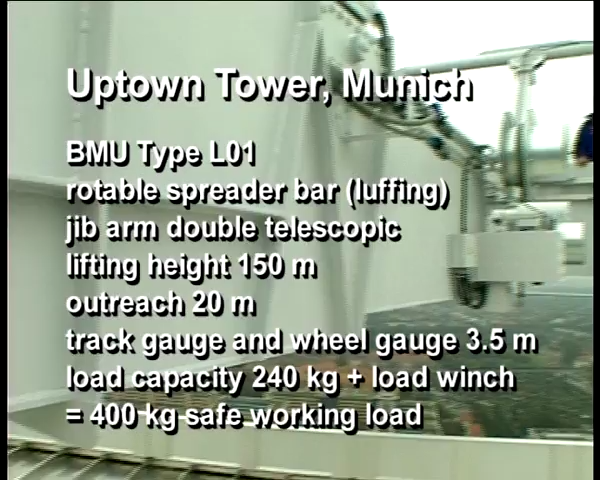 Uptown Tower, Munich
BMU Type L01
rotable spreader bar (luffing)
jib arm double telescopic
lifting height 150 m
outreach 20 m
track gauge and wheel gauge 3.5 m
load capacity 240 kg + load winch
= 400 kg safe working load